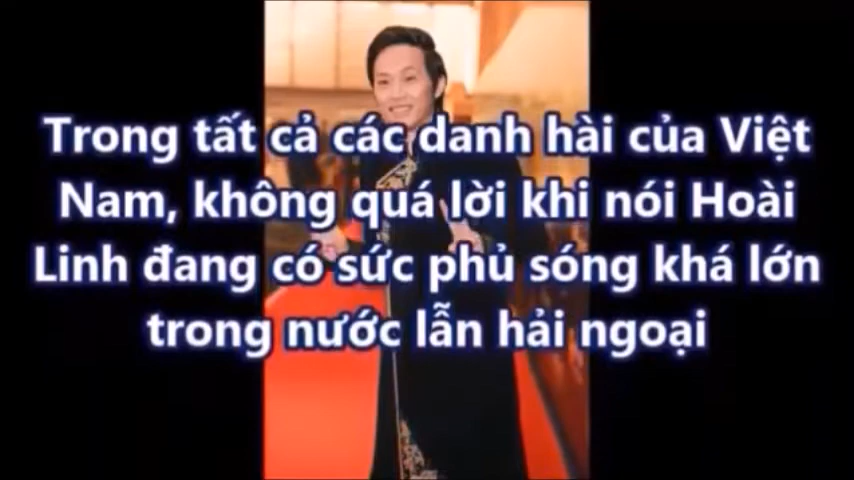 Trong tất cả các danh hài của Việt
Nam, không quá lời khi nói Hoài
Linh đang có sức phủ sóng khá lớn
trong nước lẫn hải ngoại